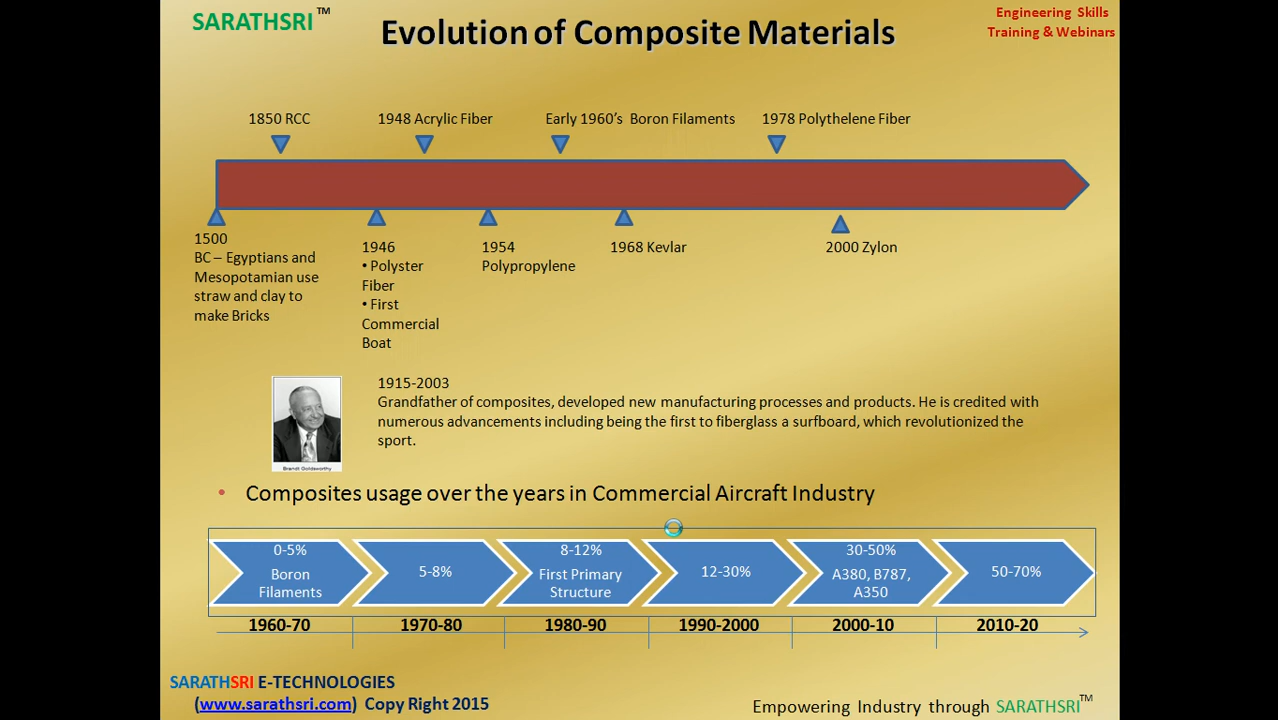 SARATHSRI™
Evolution of Composite Materials
Engineering Skills
Training & Webinars
1850 RCC
1948 Acrylic Fiber
Early 1960's Boron Filaments
1978 Polythelene Fiber
1500
BC – Egyptians and
Mesopotamian use
straw and clay to
make Bricks
1946
• Polyster
Fiber
• First
Commercial
Boat
1954
Polypropylene
1968 Kevlar
2000 Zylon
Brandt Goldsworthy
1915-2003
Grandfather of composites, developed new manufacturing processes and products. He is credited with
numerous advancements including being the first to fiberglass a surfboard, which revolutionized the
sport.
• Composites usage over the years in Commercial Aircraft Industry
0-5%
Boron
Filaments
5-8%
8-12%
First Primary
Structure
12-30%
30-50%
A380, B787,
A350
50-70%
1960-70
1970-80
1980-90
1990-2000
2000-10
2010-20
SARATHSRI E-TECHNOLOGIES
(www.sarathsri.com) Copy Right 2015
Empowering Industry through SARATHSRI™